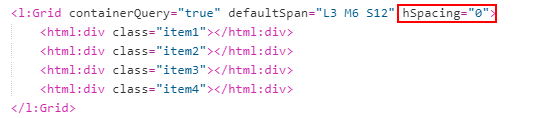 <l:Grid containerQuery="true" defaultSpan="L3 M6 S12" hSpacing="0">
<html:div class="item1"></html:div>
<html:div class="item2"></html:div>
<html:div class="item3"></html:div>
<html:div class="item4"></html:div>
</l:Grid>